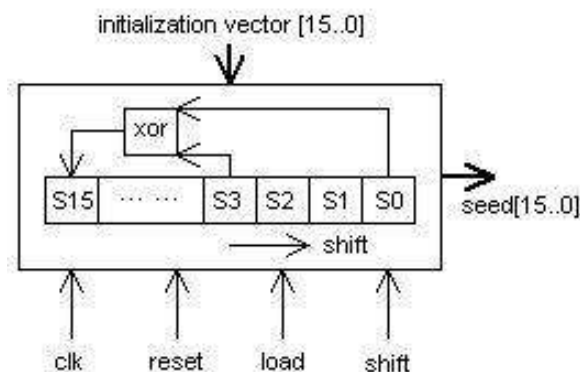 initialization vector [15..0]
xor
S15 ... ... S3 S2 S1 S0
seed[15..0]
shift
clk reset load shift